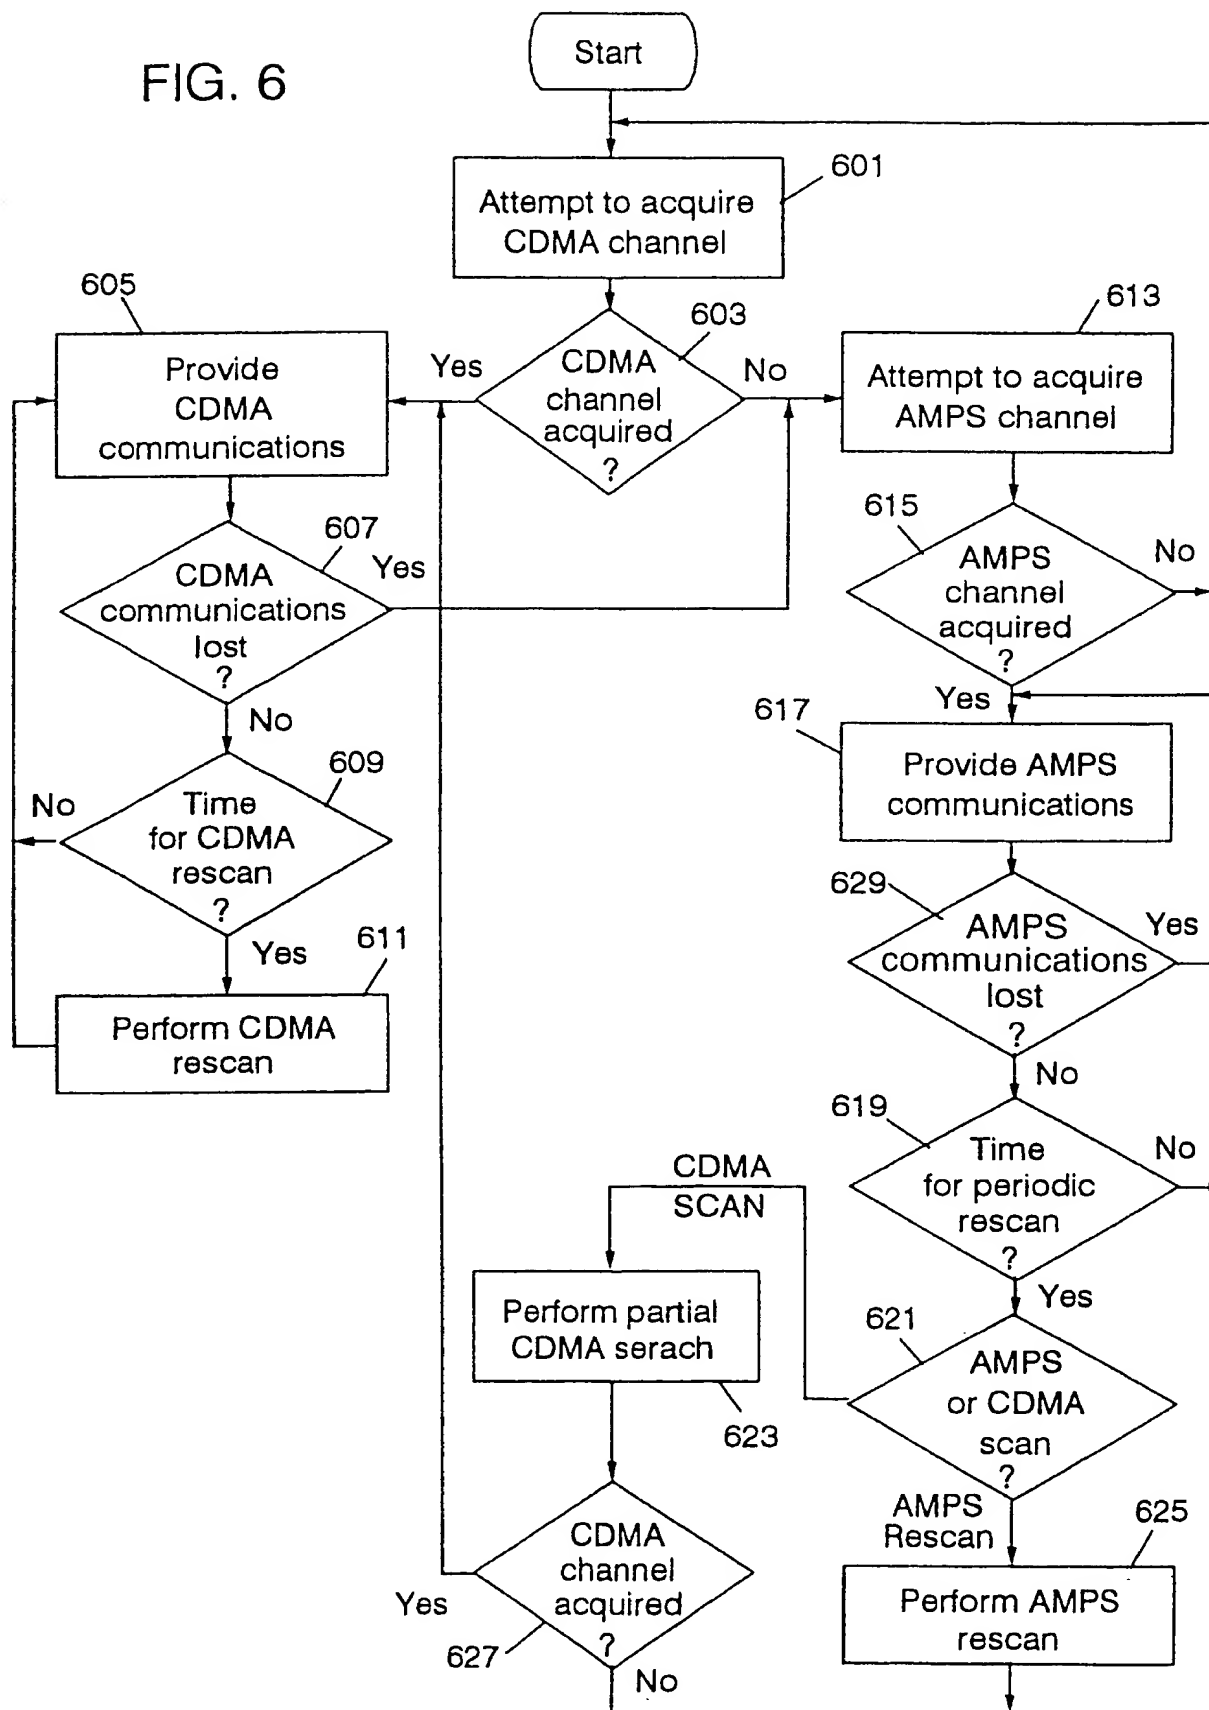 FIG. 6
Start
601
Attempt to acquire
CDMA channel
605
603
613
Provide
CDMA
communications
Yes
CDMA
channel
acquired
?
No
Attempt to acquire
AMPS channel
607
CDMA
communications
lost
?
Yes
615
AMPS
channel
acquired
?
No
No
Yes
617
Provide AMPS
communications
609
Time
for CDMA
rescan
?
No
Yes
629
AMPS
communications
lost
?
Yes
611
Perform CDMA
rescan
No
619
Time
for periodic
rescan
?
No
CDMA
SCAN
Yes
Perform partial
CDMA serach
623
621
AMPS
or CDMA
scan
?
AMPS
Rescan
625
CDMA
channel
acquired
?
Yes
627
No
Perform AMPS
rescan